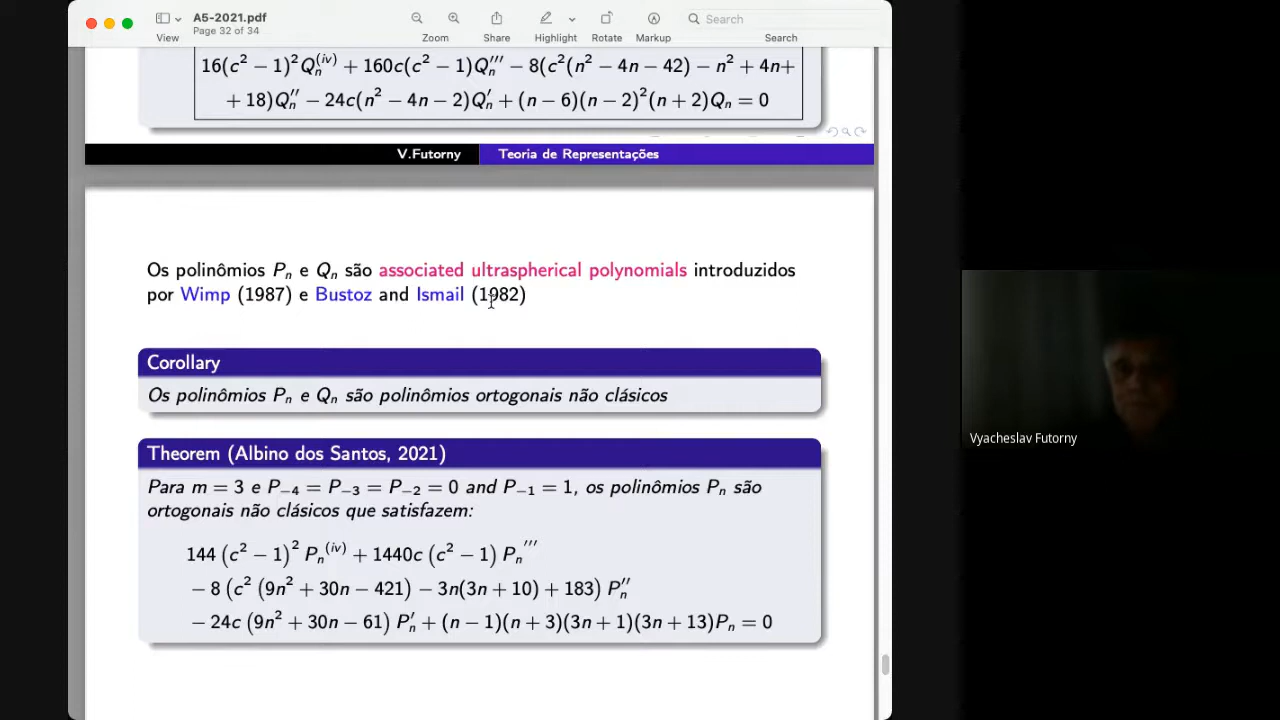 A5-2021.pdf
Page 32 of 34
View
Zoom
Share
Highlight
Rotate
Markup
Search
Search
16(c² − 1)²Qₙ⁽ⁱᵛ⁾ + 160c(c² − 1)Qₙ′′′ − 8(c²(n² − 4n − 42) − n² + 4n+
+ 18)Qₙ′′ − 24c(n² − 4n − 2)Qₙ′ + (n − 6)(n − 2)²(n + 2)Qₙ = 0
V.Futorny
Teoria de Representações
Os polinômios Pₙ e Qₙ são associated ultraspherical polynomials introduzidos
por Wimp (1987) e Bustoz and Ismail (1982)
Corollary
Os polinômios Pₙ e Qₙ são polinômios ortogonais não clásicos
Theorem (Albino dos Santos, 2021)
Para m = 3 e P₋₄ = P₋₃ = P₋₂ = 0 and P₋₁ = 1, os polinômios Pₙ são
ortogonais não clásicos que satisfazem:
144 (c² − 1)² Pₙ⁽ⁱᵛ⁾ + 1440c (c² − 1) Pₙ′′′
− 8 (c² (9n² + 30n − 421) − 3n(3n + 10) + 183) Pₙ′′
− 24c (9n² + 30n − 61) Pₙ′ + (n − 1)(n + 3)(3n + 1)(3n + 13)Pₙ = 0
Vyacheslav Futorny